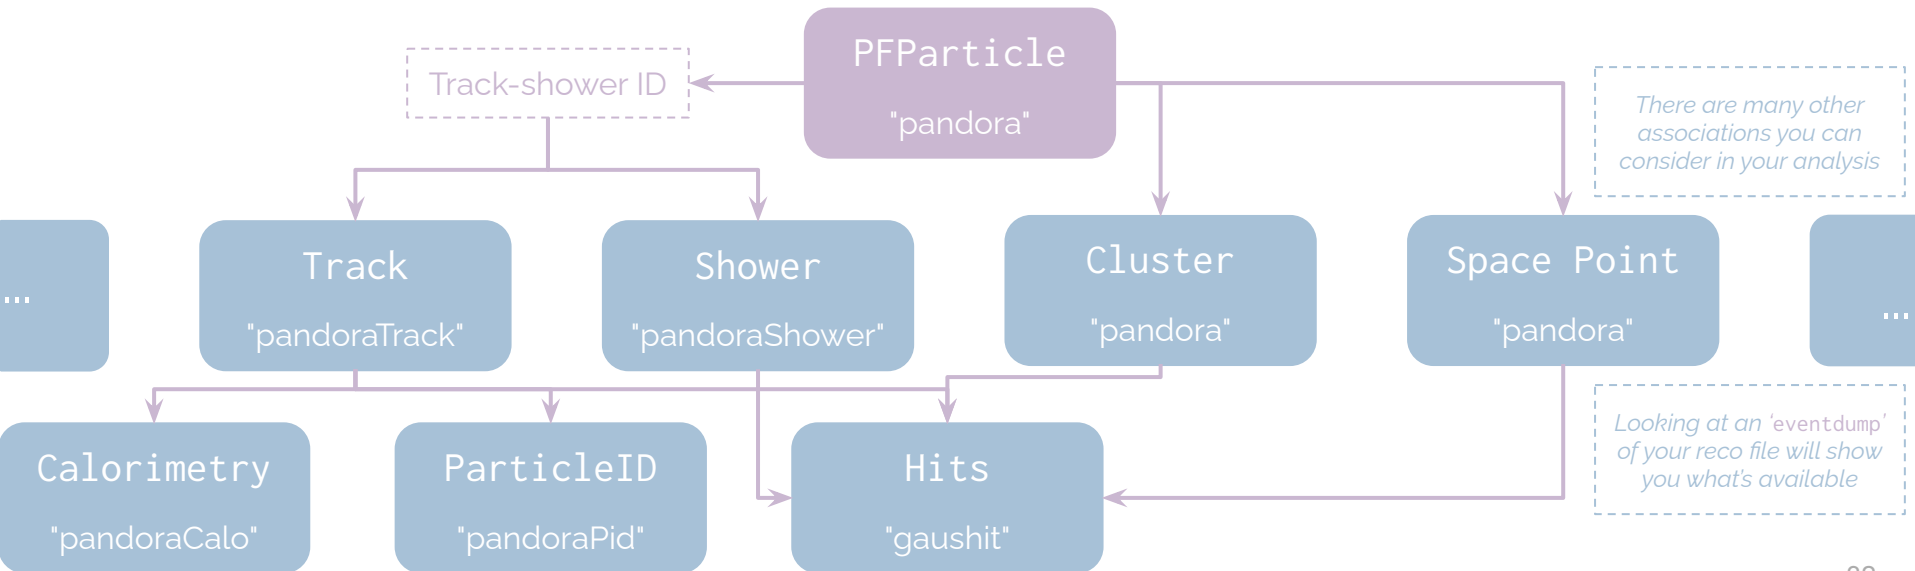 PFParticle
"pandora"
Track-shower ID
There are many other
associations you can
consider in your analysis
...
Track
"pandoraTrack"
Shower
"pandoraShower"
Cluster
"pandora"
Space Point
"pandora"
...
Calorimetry
"pandoraCalo"
ParticleID
"pandoraPid"
Hits
"gaushit"
Looking at an ‘eventdump’
of your reco file will show
you what's available